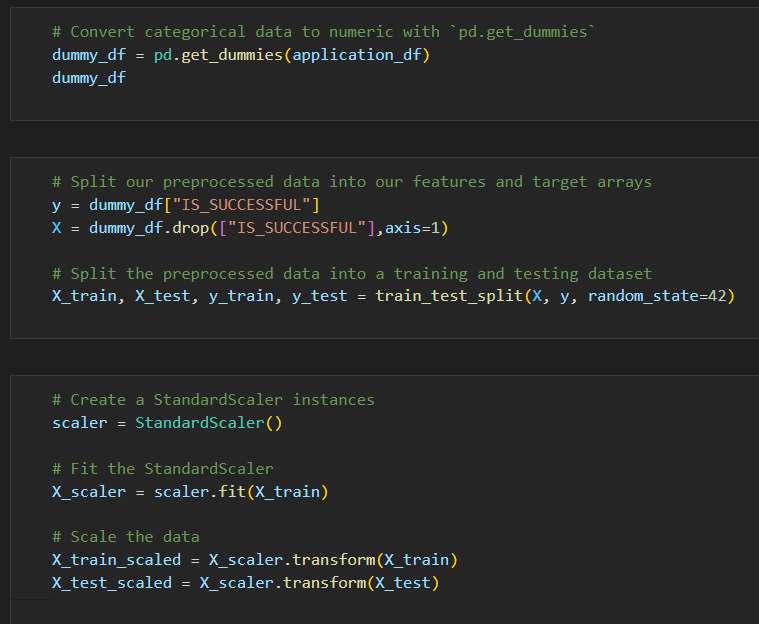 # Convert categorical data to numeric with `pd.get_dummies`
dummy_df = pd.get_dummies(application_df)
dummy_df
# Split our preprocessed data into our features and target arrays
y = dummy_df["IS_SUCCESSFUL"]
X = dummy_df.drop(["IS_SUCCESSFUL"],axis=1)
# Split the preprocessed data into a training and testing dataset
X_train, X_test, y_train, y_test = train_test_split(X, y, random_state=42)
# Create a StandardScaler instances
scaler = StandardScaler()
# Fit the StandardScaler
X_scaler = scaler.fit(X_train)
# Scale the data
X_train_scaled = X_scaler.transform(X_train)
X_test_scaled = X_scaler.transform(X_test)